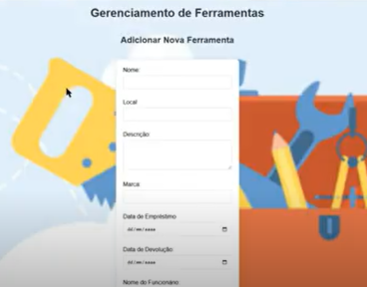 Gerenciamento de Ferramentas
Adicionar Nova Ferramenta
Nome:
Local:
Descrição:
Marca:
Data de Empréstimo:
dd/mm/aaaa
Data de Devolução:
dd/mm/aaaa
Nome do Funcionário: